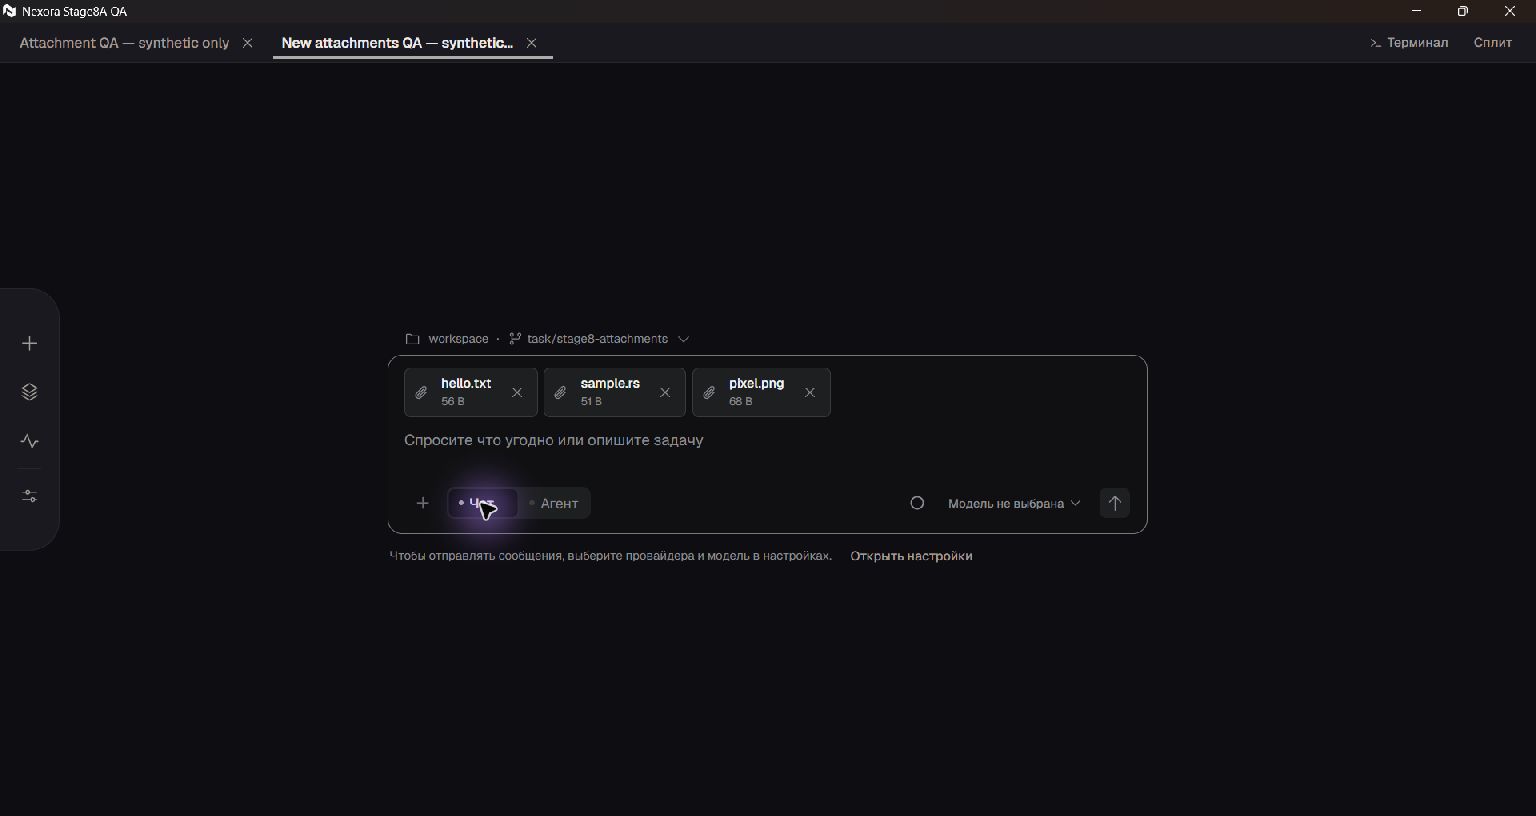 Nexora Stage8A QA
Attachment QA — synthetic only
New attachments QA — synthetic...
>_ Терминал
Сплит
workspace · task/stage8-attachments
hello.txt
56 B
sample.rs
51 B
pixel.png
68 B
Спросите что угодно или опишите задачу
Агент
Модель не выбрана
Чтобы отправлять сообщения, выберите провайдера и модель в настройках. Открыть настройки